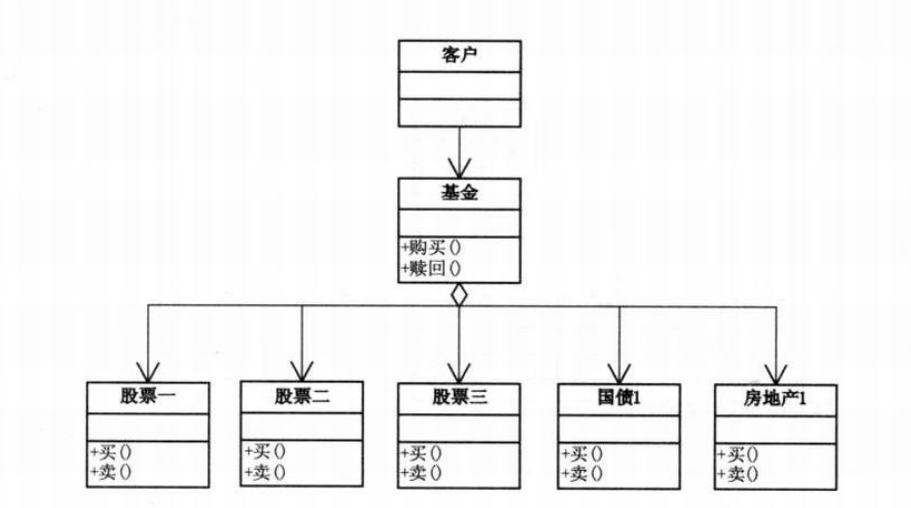 客户
基金
+购买()
+赎回()
股票一
+买()
+卖()
股票二
+买()
+卖()
股票三
+买()
+卖()
国债1
+买()
+卖()
房地产1
+买()
+卖()